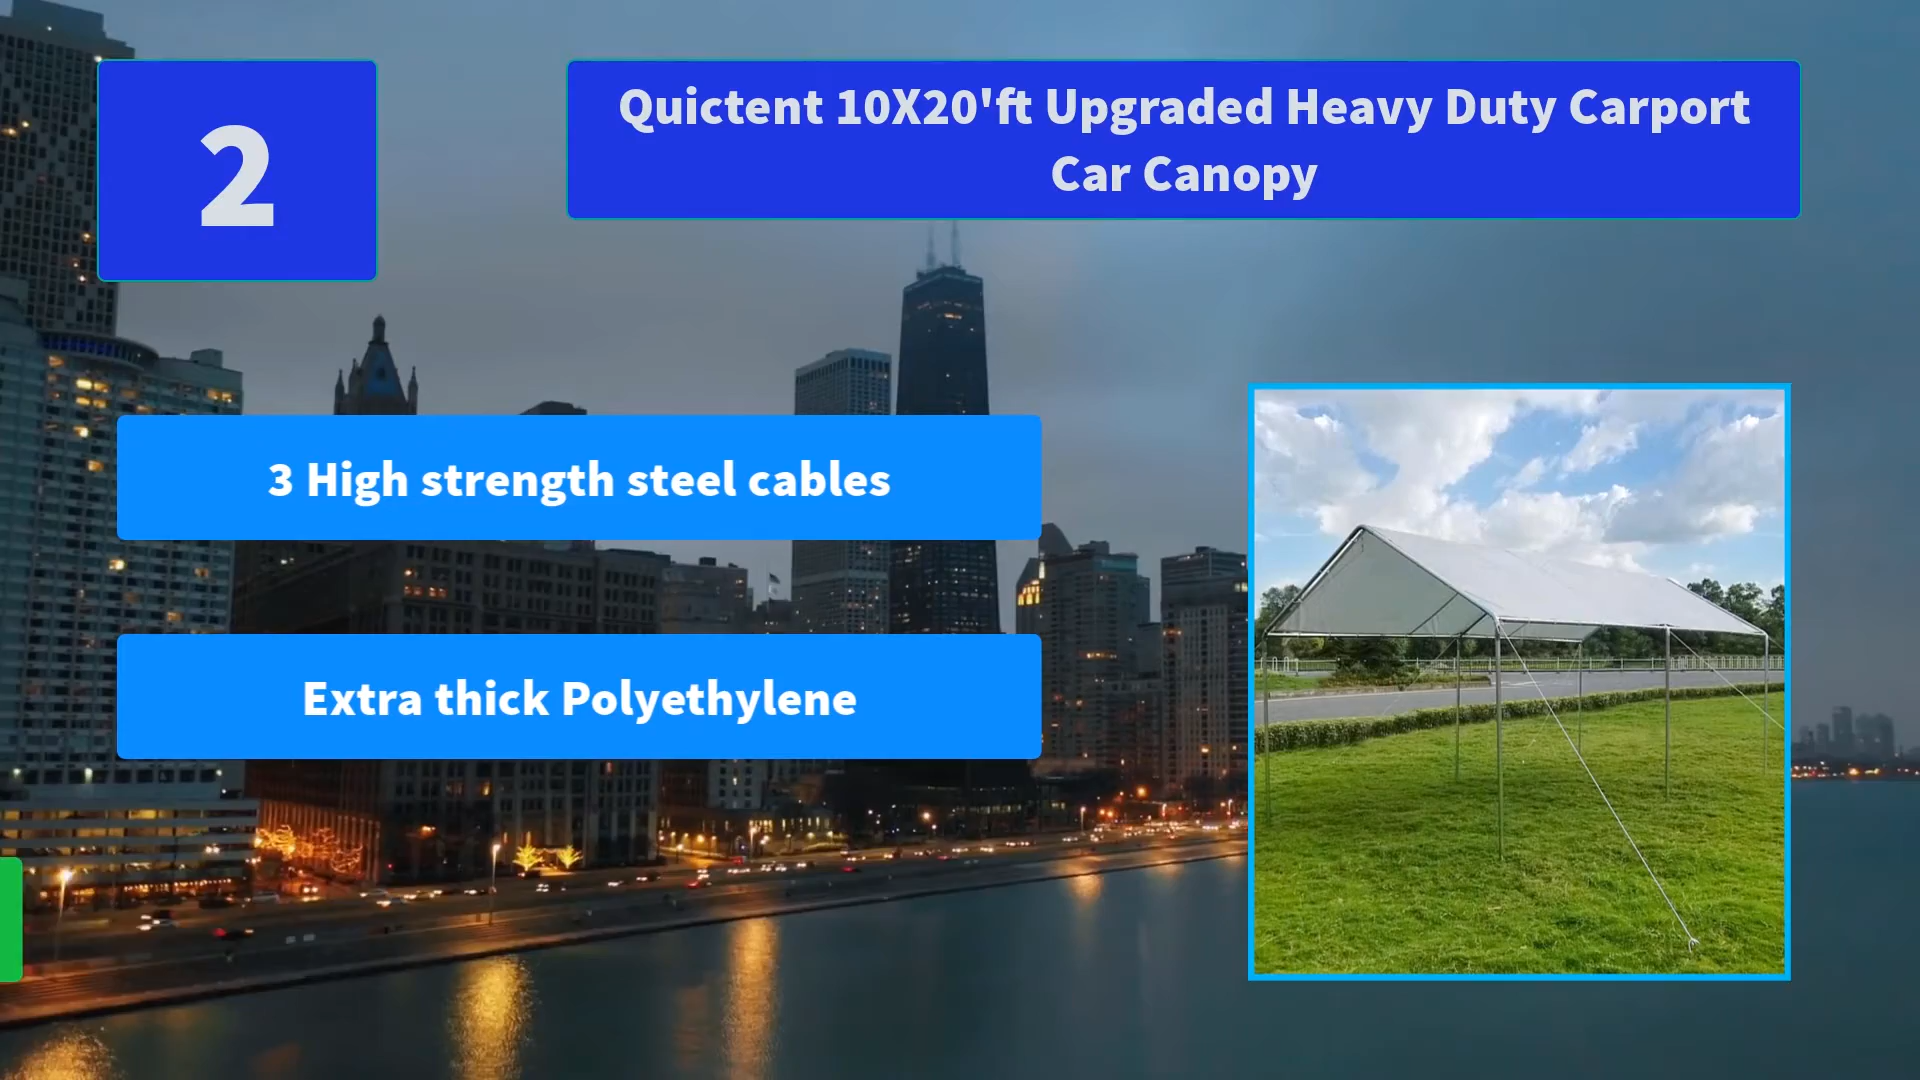 2
Quictent 10X20'ft Upgraded Heavy Duty Carport
Car Canopy
3 High strength steel cables
Extra thick Polyethylene